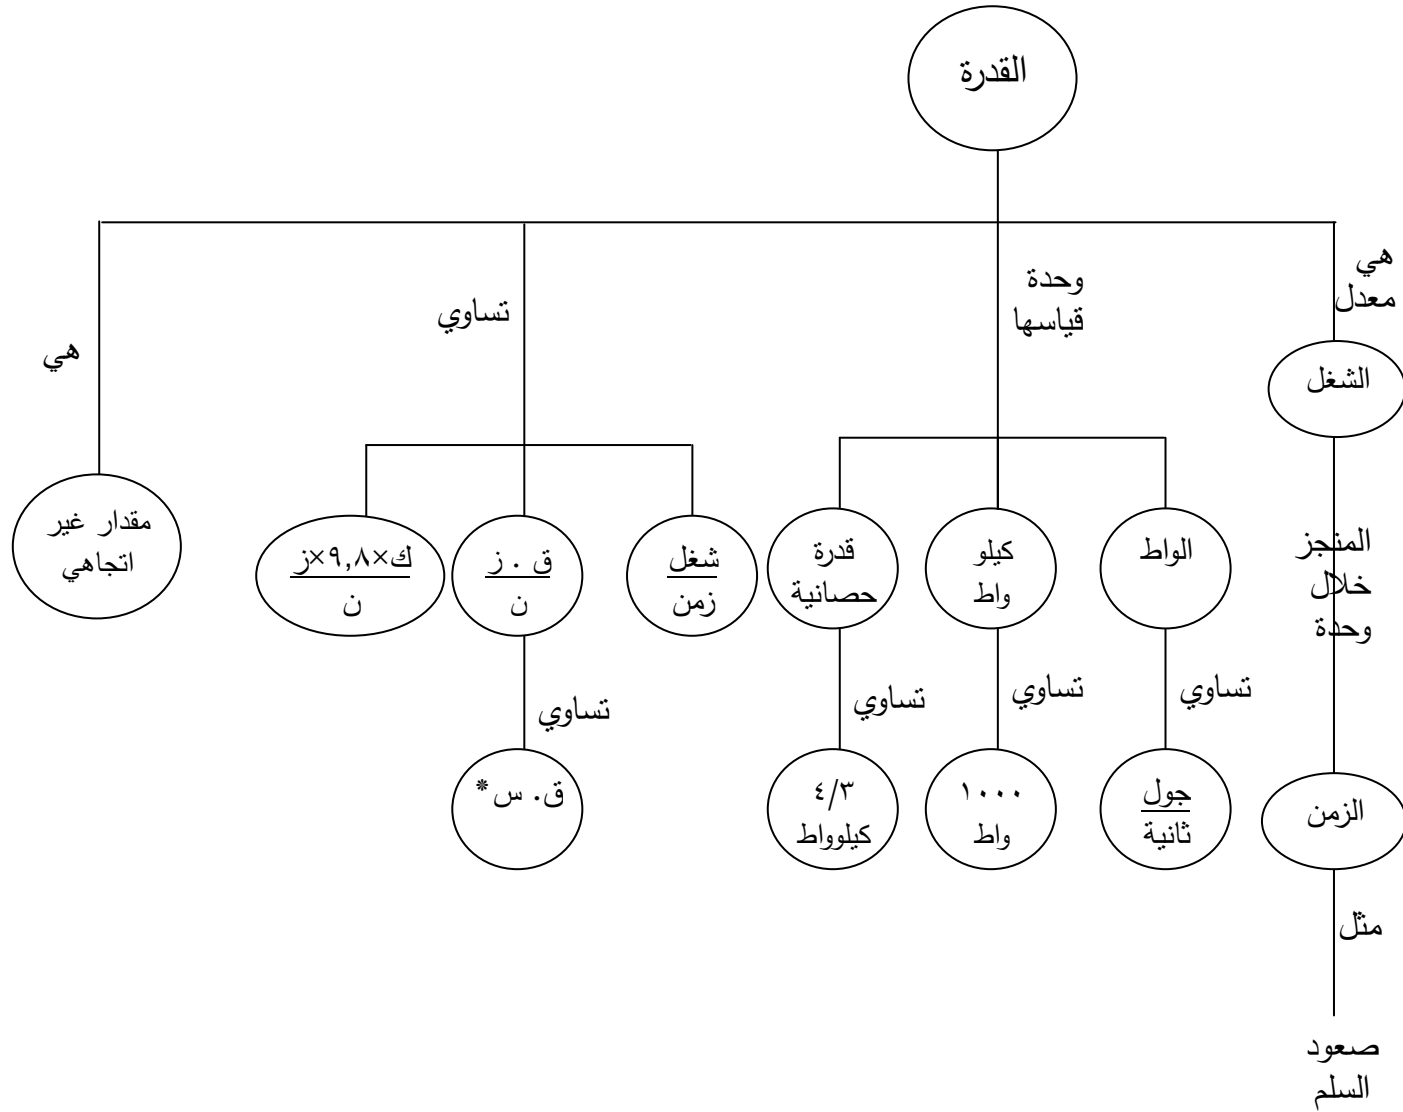 القدرة
هي
معدل
الشغل
المنجز
خلال
وحدة
الزمن
مثل
صعود
السلم
وحدة
قياسها
الواط
تساوي
جول
ثانية
كيلو
واط
تساوي
١٠٠٠
واط
قدرة
حصانية
تساوي
٤/٣
كيلوواط
تساوي
شغل
زمن
ق . ز
ن
تساوي
ق. س*
ك×٩,٨×ز
ن
هي
مقدار غير
اتجاهي